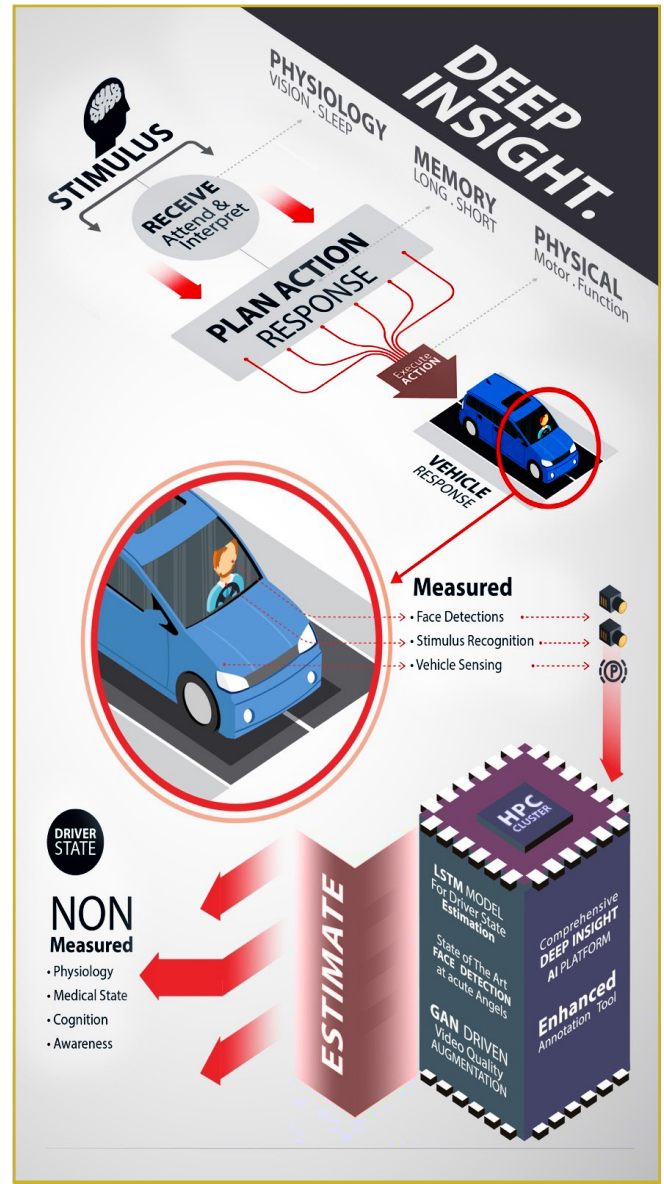 DEEP
INSIGHT.
PHYSIOLOGY
VISION . SLEEP
MEMORY
LONG . SHORT
PHYSICAL
Motor . Function
STIMULUS
RECEIVE
Attend &
Interpret
PLAN ACTION
RESPONSE
Execute
ACTION
VEHICLE
RESPONSE
Measured
• Face Detections
• Stimulus Recognition
• Vehicle Sensing
P
HPC
CLUSTER
LSTM MODEL
For Driver State
Estimation
State of The Art
FACE DETECTION
at acute Angels
GAN DRIVEN
Video Quality
AUGMENTATION
Comprehensive
DEEP INSIGHT
AI PLATFORM
Enhanced
Annotation Tool
ESTIMATE
DRIVER
STATE
NON
Measured
• Physiology
• Medical State
• Cognition
• Awareness